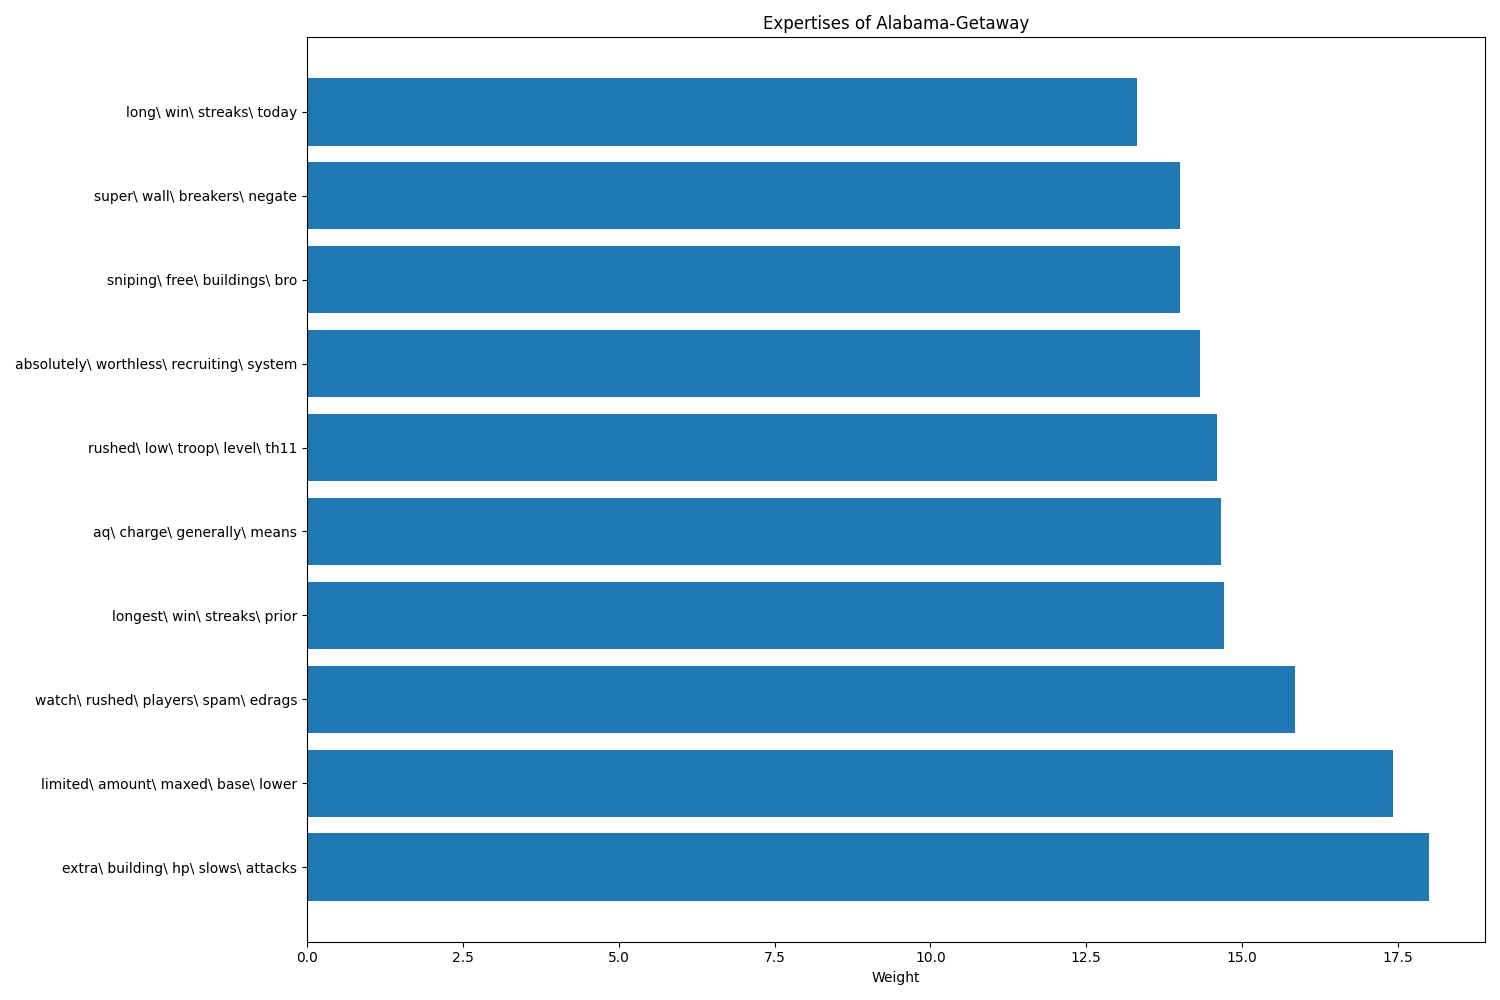 Expertises of Alabama-Getaway
long\ win\ streaks\ today
super\ wall\ breakers\ negate
sniping\ free\ buildings\ bro
absolutely\ worthless\ recruiting\ system
rushed\ low\ troop\ level\ th11
aq\ charge\ generally\ means
longest\ win\ streaks\ prior
watch\ rushed\ players\ spam\ edrags
limited\ amount\ maxed\ base\ lower
extra\ building\ hp\ slows\ attacks
0.0 2.5 5.0 7.5 10.0 12.5 15.0 17.5
Weight